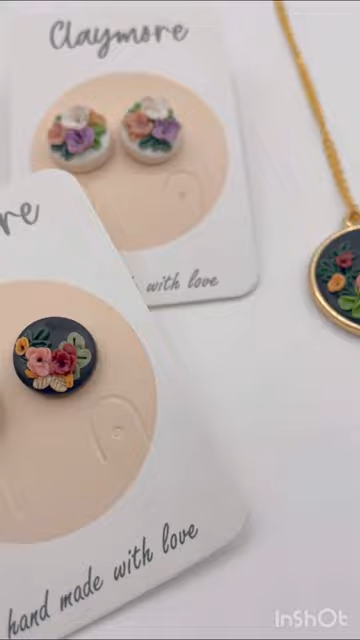 Claymore
with love
re
hand made with love
InShOt